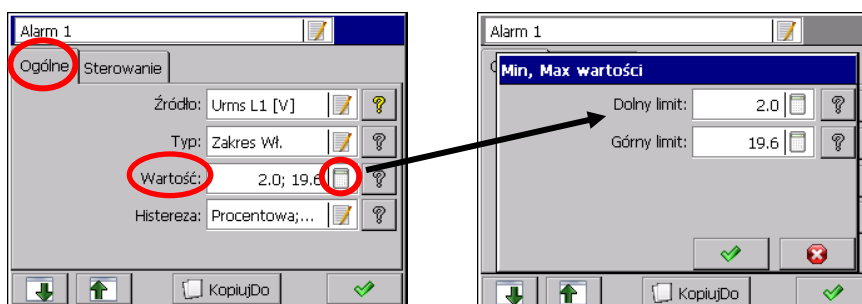 Alarm 1
Ogólne Sterowanie
Źródło: Urms L1 [V] ?
Typ: Zakres Wł. ?
Wartość: 2.0; 19.6 ?
Histereza: Procentowa;... ?
KopiujDo
Alarm 1
Min, Max wartości
Dolny limit: 2.0 ?
Górny limit: 19.6 ?
KopiujDo